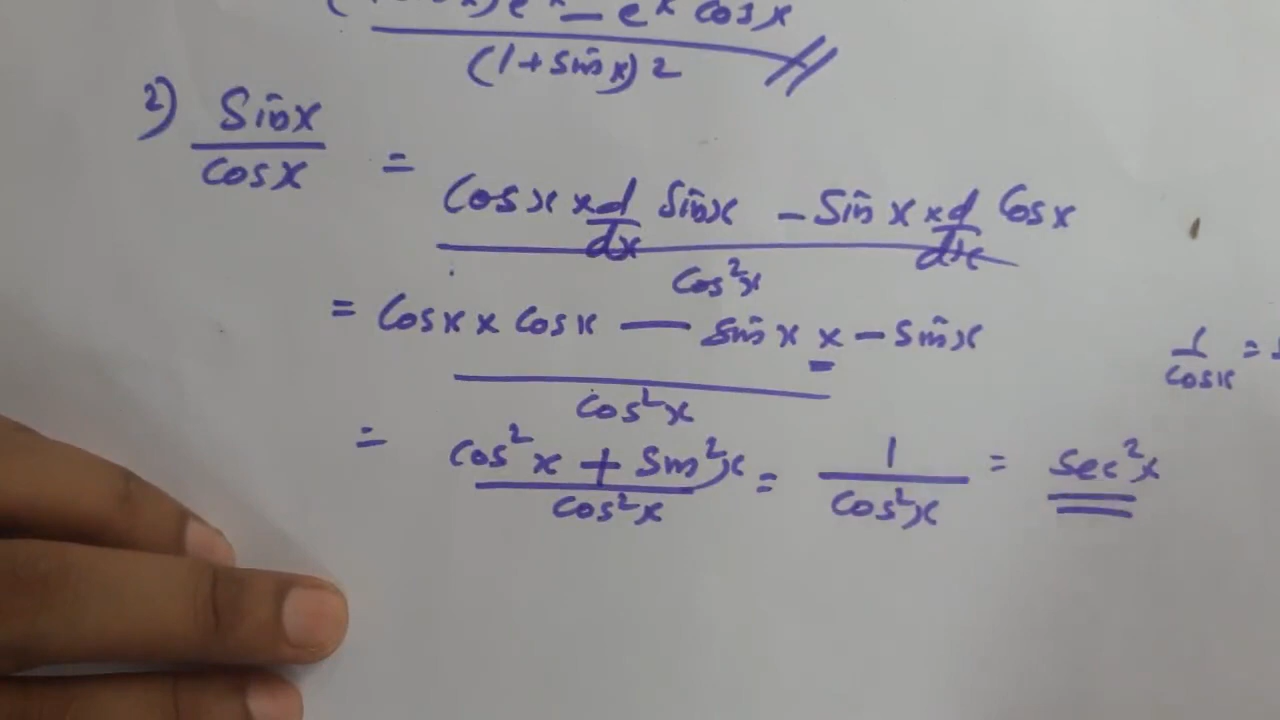 e^x - e^x cos x
(1 + sin x) 2
2) Sin x / cos x = (cos x × d/dx sin x - sin x × d/dx cos x) / cos²x
= cos x × cos x - sin x × - sin x
cos²x
1/cos x =
= (cos²x + sin²x) / cos²x = 1/cos²x = sec²x